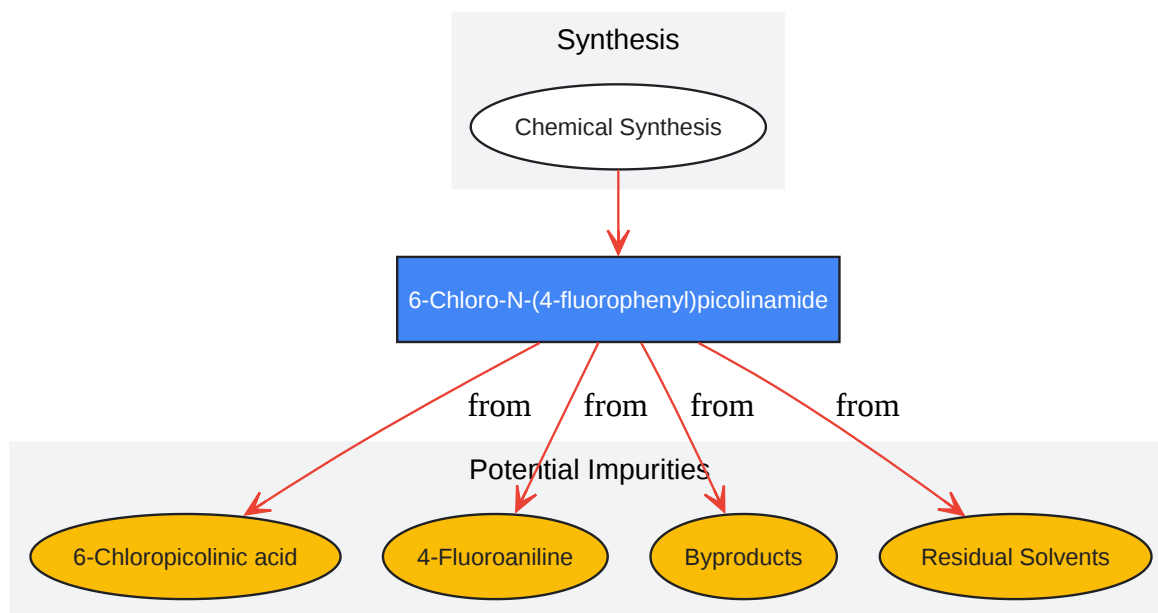 Synthesis
Chemical Synthesis
6-Chloro-N-(4-fluorophenyl)picolinamide
from from from from
Potential Impurities
6-Chloropicolinic acid 4-Fluoroaniline Byproducts Residual Solvents